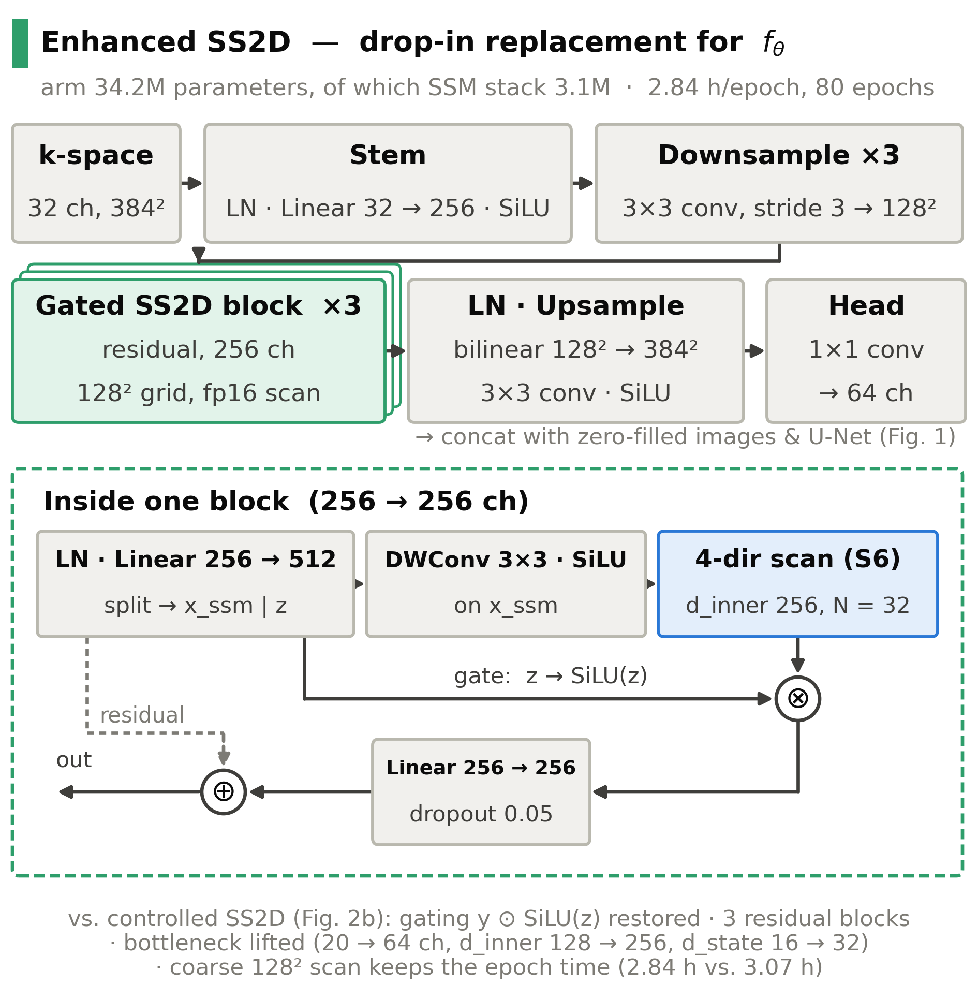 Enhanced SS2D — drop-in replacement for f_θ
arm 34.2M parameters, of which SSM stack 3.1M · 2.84 h/epoch, 80 epochs
k-space
32 ch, 384²
Stem
LN · Linear 32 → 256 · SiLU
Downsample ×3
3×3 conv, stride 3 → 128²
Gated SS2D block ×3
residual, 256 ch
128² grid, fp16 scan
LN · Upsample
bilinear 128² → 384²
3×3 conv · SiLU
Head
1×1 conv
→ 64 ch
→ concat with zero-filled images & U-Net (Fig. 1)
Inside one block (256 → 256 ch)
LN · Linear 256 → 512
split → x_ssm | z
DWConv 3×3 · SiLU
on x_ssm
4-dir scan (S6)
d_inner 256, N = 32
gate: z → SiLU(z)
⊗
residual
out
⊕
Linear 256 → 256
dropout 0.05
vs. controlled SS2D (Fig. 2b): gating y ⊙ SiLU(z) restored · 3 residual blocks
· bottleneck lifted (20 → 64 ch, d_inner 128 → 256, d_state 16 → 32)
· coarse 128² scan keeps the epoch time (2.84 h vs. 3.07 h)